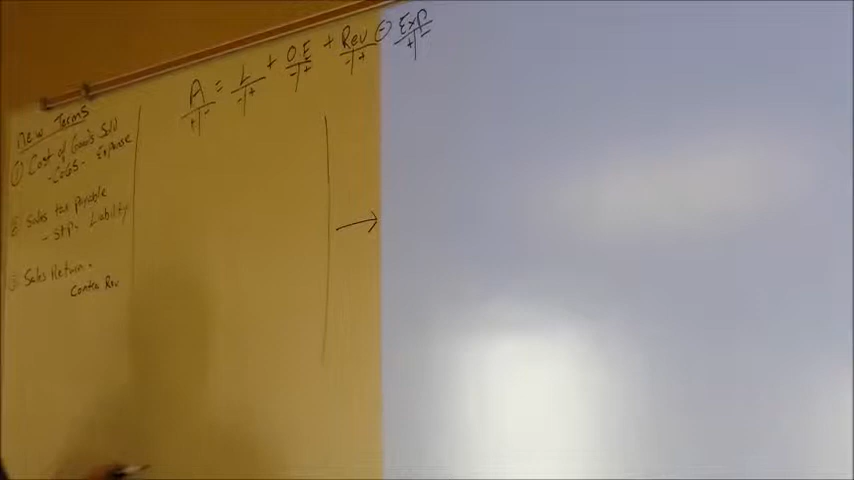 A = L + OE + Rev - Exp
+|- -|+ -|+ -|+ +|-
New Terms
① Cost of Goods Sold
- COGS - Expense
② Sales tax payable
- STP - Liability
③ Sales Return -
Contra Rev